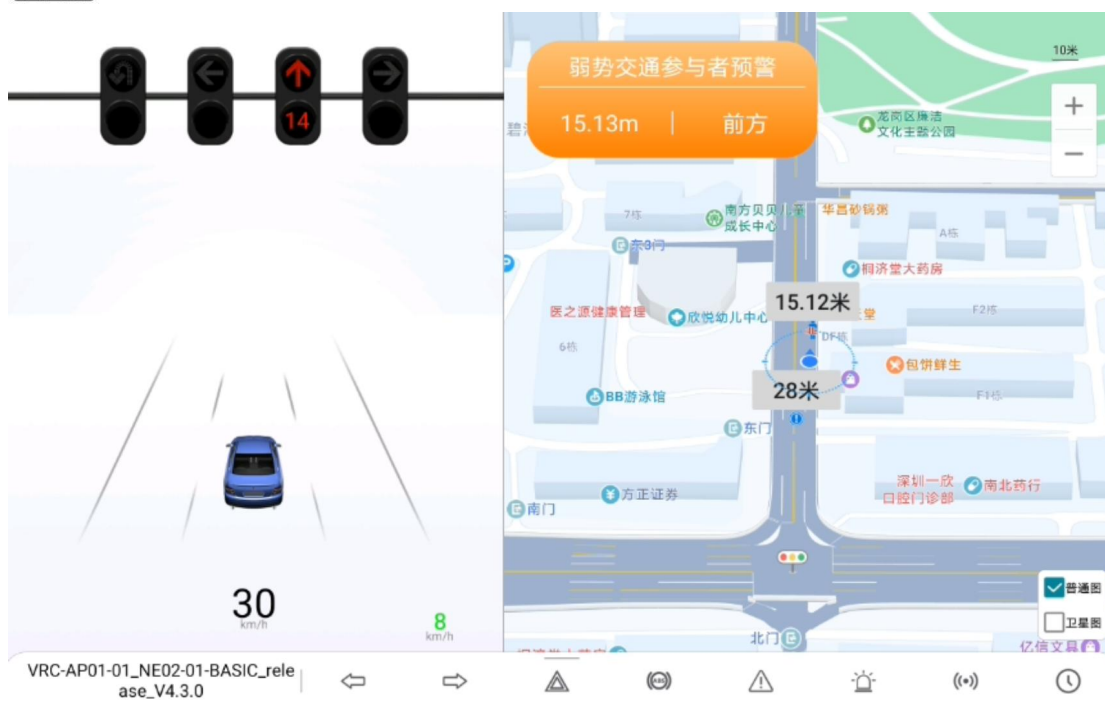 14
弱势交通参与者预警
15.13m | 前方
10米
+
−
龙岗区廉洁
文化主题公园
碧
7栋
南方贝贝儿童
成长中心
华昌砂锅粥
A栋
东3门
P
桐济堂大药房
15.12米
医之源健康管理
欣悦幼儿中心
堂
F2栋
DF栋
6栋
包饼鲜生
28米
F1栋
BB游泳馆
东门
深圳一欣
口腔门诊部
南北药行
方正证券
南门
普通图
卫星图
北门
亿信文具
30
km/h
8
km/h
VRC-AP01-01_NE02-01-BASIC_rele
ase_V4.3.0
ABS